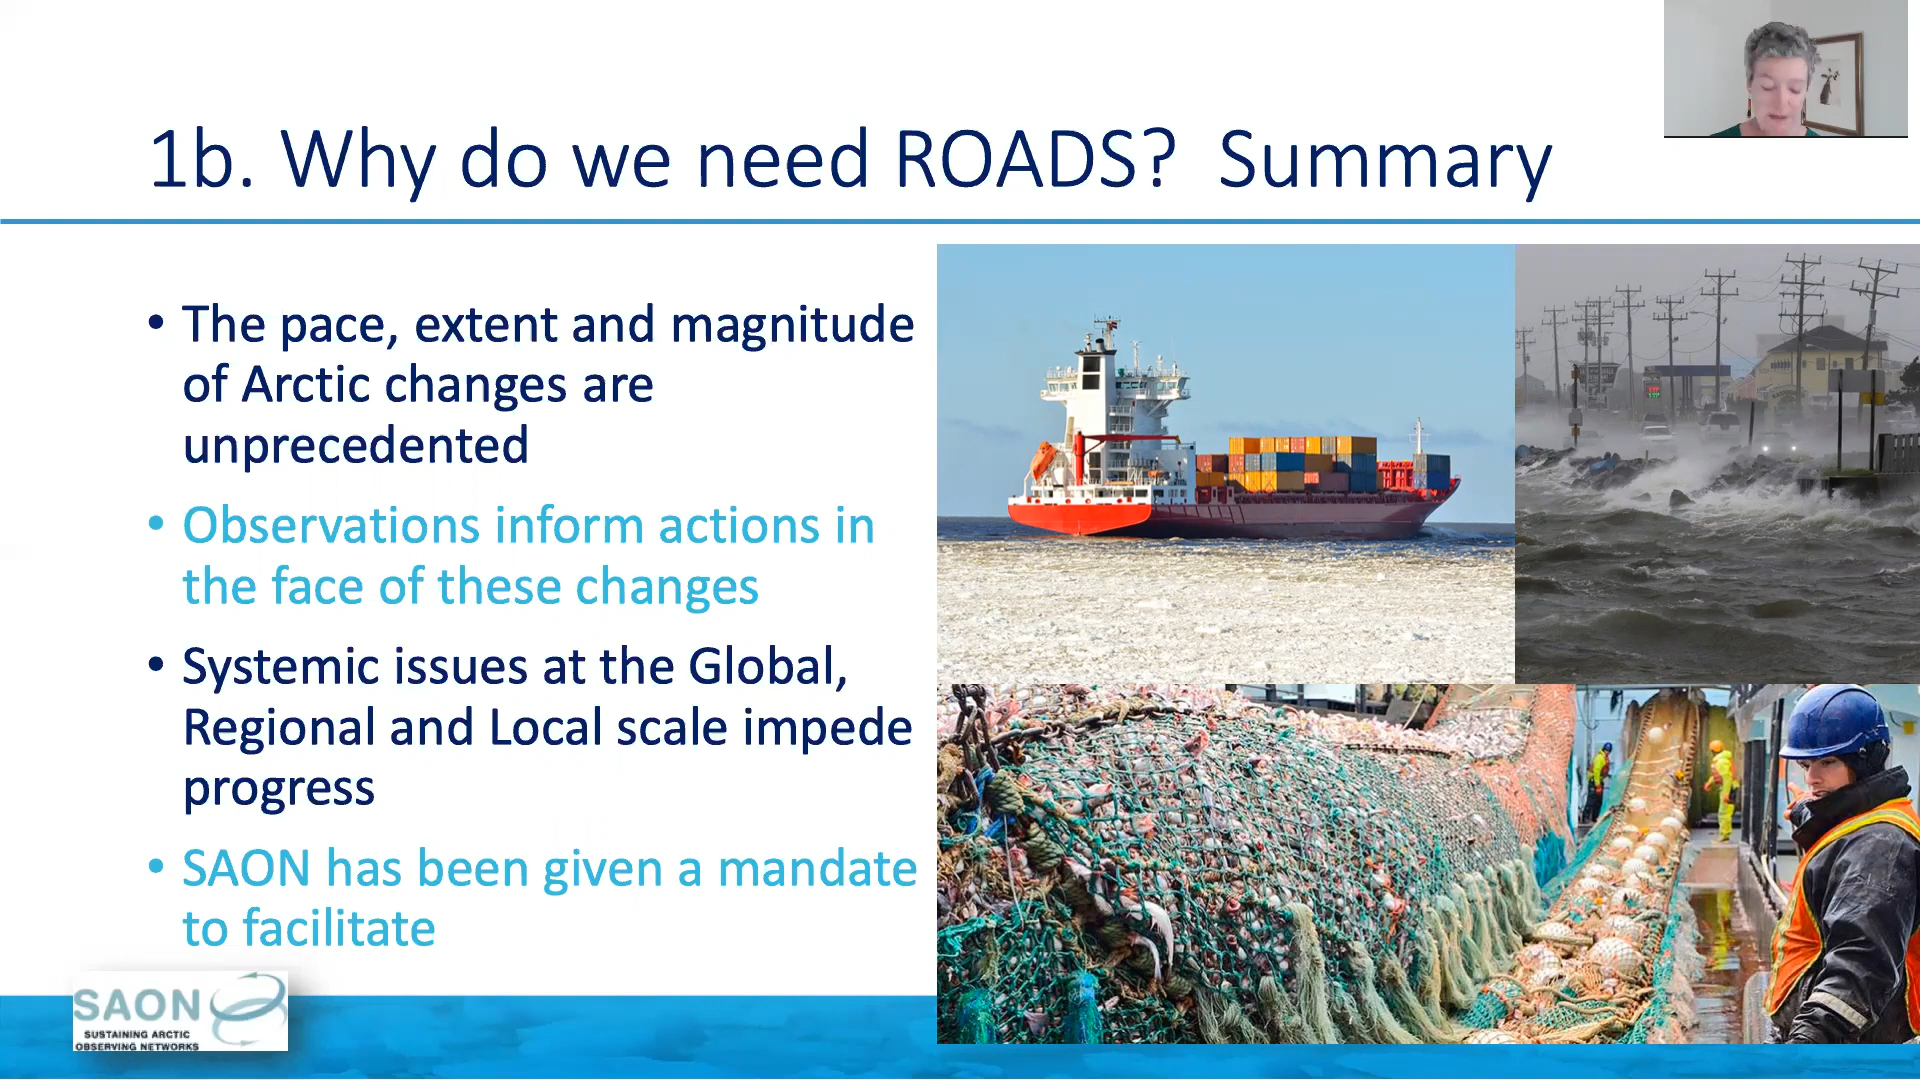 1b. Why do we need ROADS? Summary
• The pace, extent and magnitude
of Arctic changes are
unprecedented
• Observations inform actions in
the face of these changes
• Systemic issues at the Global,
Regional and Local scale impede
progress
• SAON has been given a mandate
to facilitate
SAON
SUSTAINING ARCTIC
OBSERVING NETWORKS